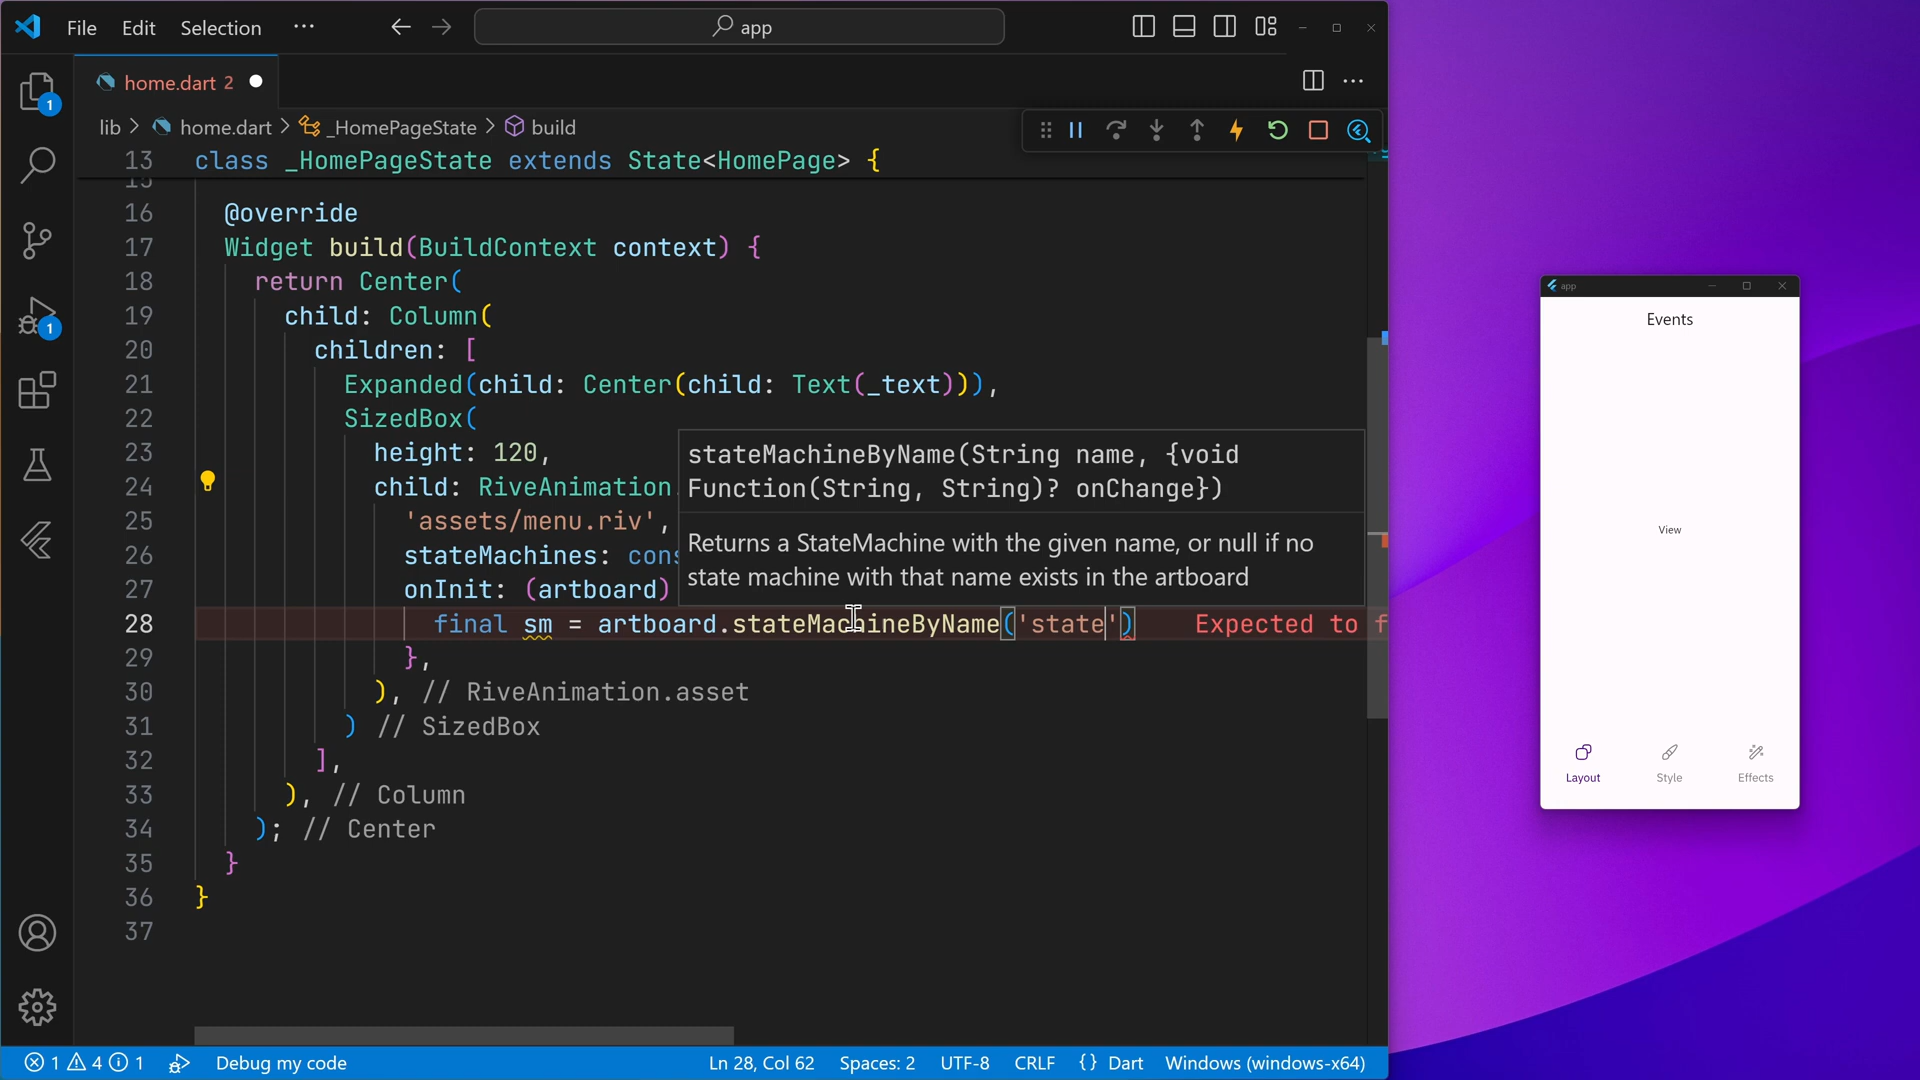 File Edit Selection ···
app
home.dart 2
lib > home.dart > _HomePageState > build
13 class _HomePageState extends State<HomePage> {
15
16 @override
17 Widget build(BuildContext context) {
18 return Center(
19 child: Column(
20 children: [
21 Expanded(child: Center(child: Text(_text))),
22 SizedBox(
23 height: 120,
24 child: RiveAnimation.
25 'assets/menu.riv',
26 stateMachines: cons
27 onInit: (artboard)
28 final sm = artboard.stateMachineByName('state') Expected to f
29 },
30 ), // RiveAnimation.asset
31 ) // SizedBox
32 ],
33 ), // Column
34 ); // Center
35 }
36 }
37
stateMachineByName(String name, {void
Function(String, String)? onChange})
Returns a StateMachine with the given name, or null if no
state machine with that name exists in the artboard
1
1
1 4 1 Debug my code Ln 28, Col 62 Spaces: 2 UTF-8 CRLF {} Dart Windows (windows-x64)
app
Events
View
Layout Style Effects